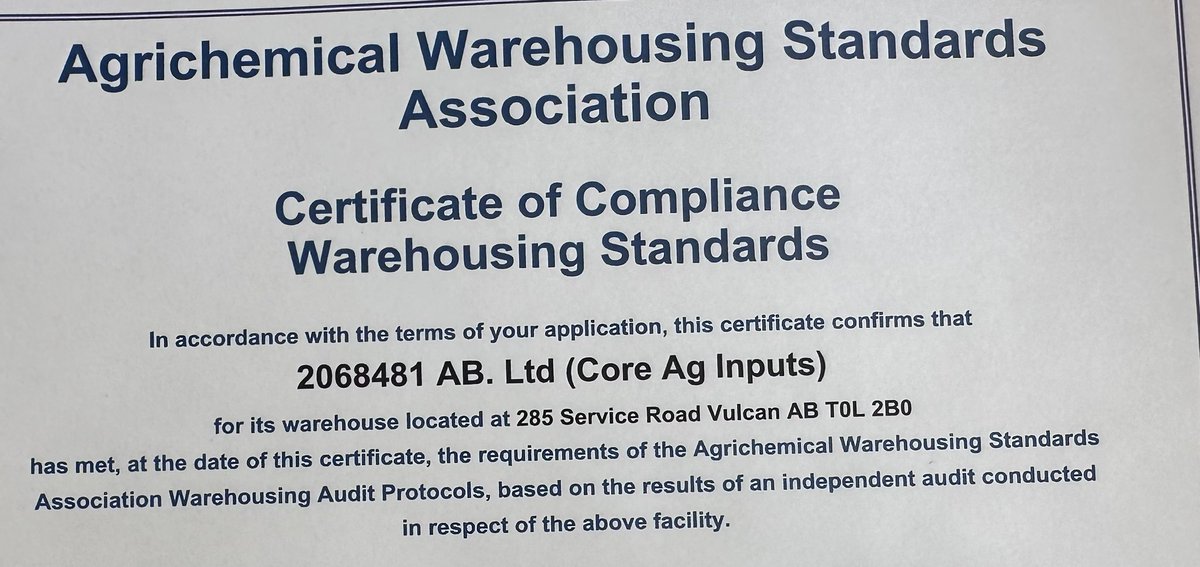 Agrichemical Warehousing Standards
Association
Certificate of Compliance
Warehousing Standards
In accordance with the terms of your application, this certificate confirms that
2068481 AB. Ltd (Core Ag Inputs)
for its warehouse located at 285 Service Road Vulcan AB T0L 2B0
has met, at the date of this certificate, the requirements of the Agrichemical Warehousing Standards
Association Warehousing Audit Protocols, based on the results of an independent audit conducted
in respect of the above facility.